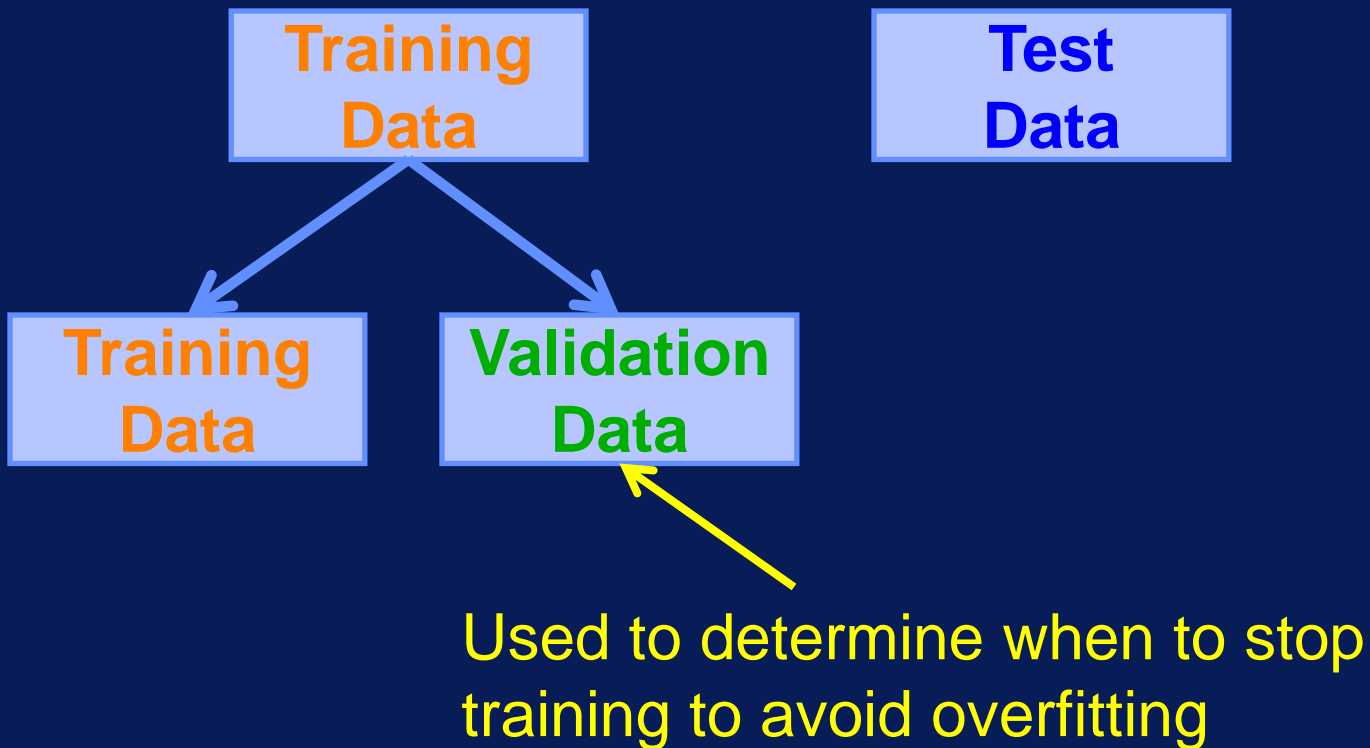 Training
Data
Test
Data
Training
Data
Validation
Data
Used to determine when to stop
training to avoid overfitting